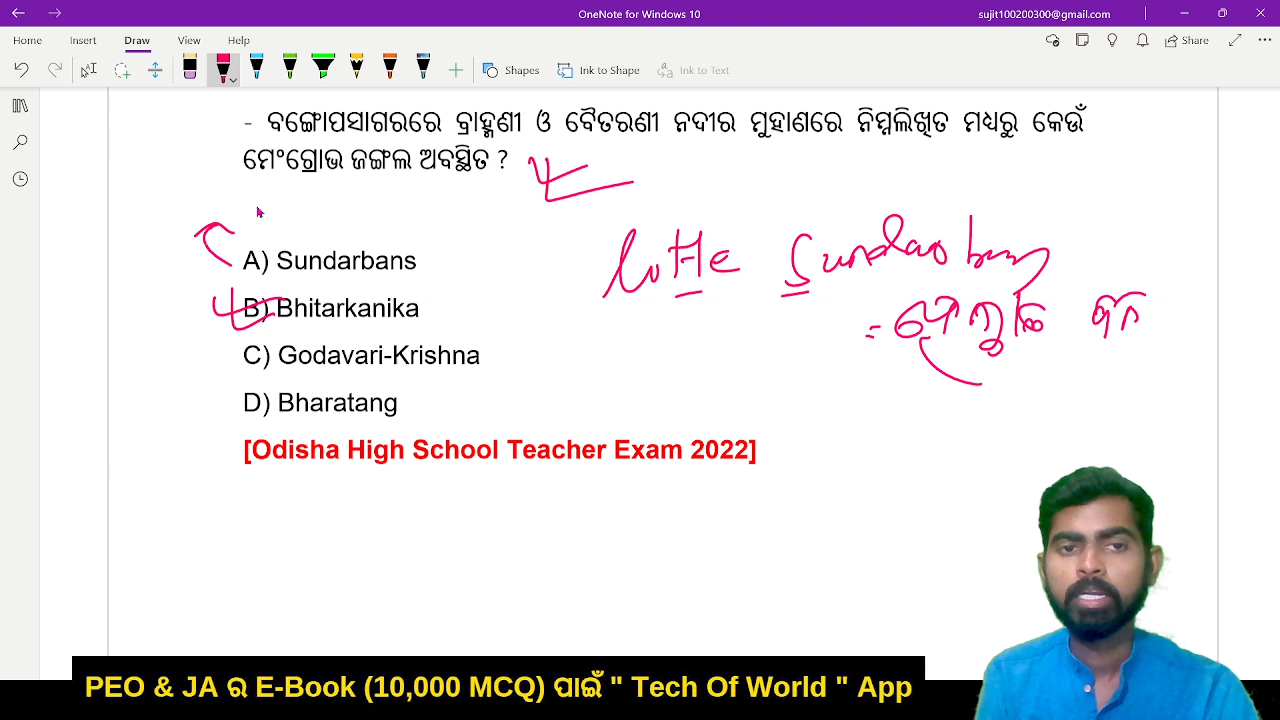 OneNote for Windows 10
sujit100200300@gmail.com
Home Insert Draw View Help
Share
Shapes Ink to Shape Ink to Text
- ବଙ୍ଗୋପସାଗରରେ ବ୍ରାହ୍ମଣୀ ଓ ବୈତରଣୀ ନଦୀର ମୁହାଣରେ ନିମ୍ନଲିଖିତ ମଧ୍ୟରୁ କେଉଁ
ମେଂଗ୍ରୋଭ ଜଙ୍ଗଲ ଅବସ୍ଥିତ ?
A) Sundarbans
B) Bhitarkanika
C) Godavari-Krishna
D) Bharatang
[Odisha High School Teacher Exam 2022]
PEO & JA ର E-Book (10,000 MCQ) ପାଇଁ " Tech Of World " App